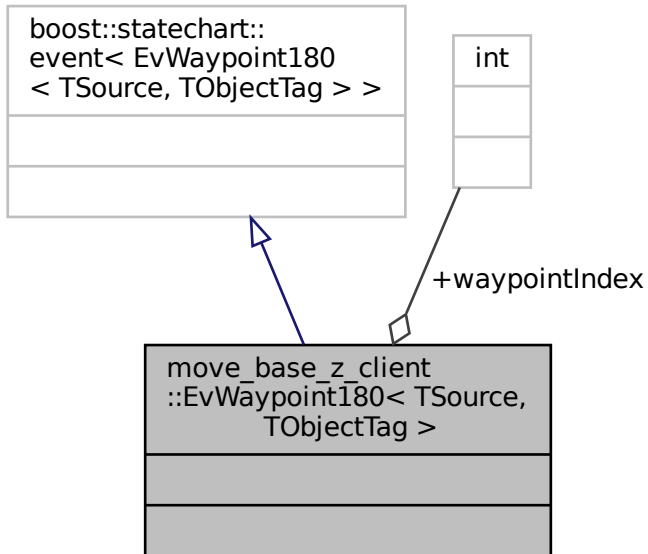 boost::statechart::
event< EvWaypoint180
< TSource, TObjectTag > >
int
+waypointIndex
move_base_z_client
::EvWaypoint180< TSource,
TObjectTag >